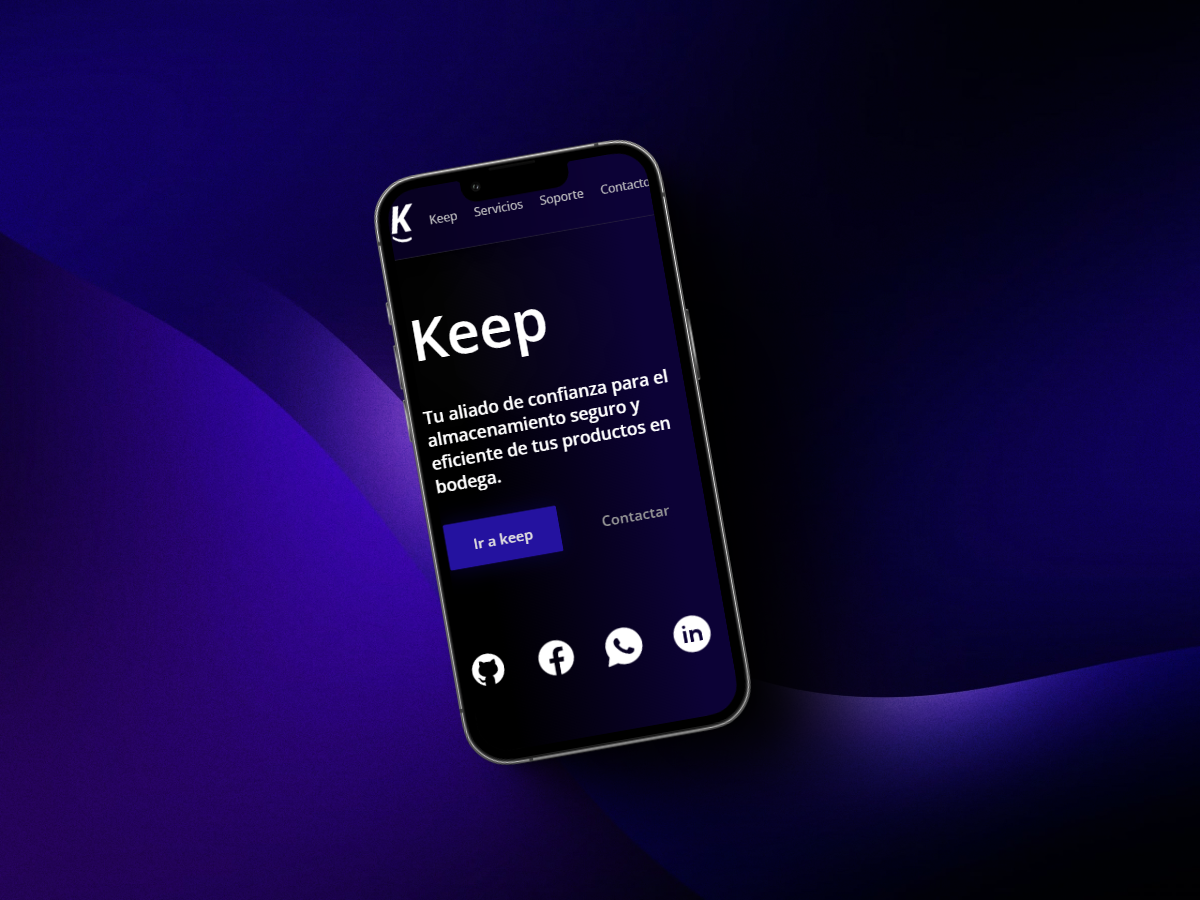 K Keep Servicios Soporte Contacto
Keep
Tu aliado de confianza para el
almacenamiento seguro y
eficiente de tus productos en
bodega.
Ir a keep Contactar
in